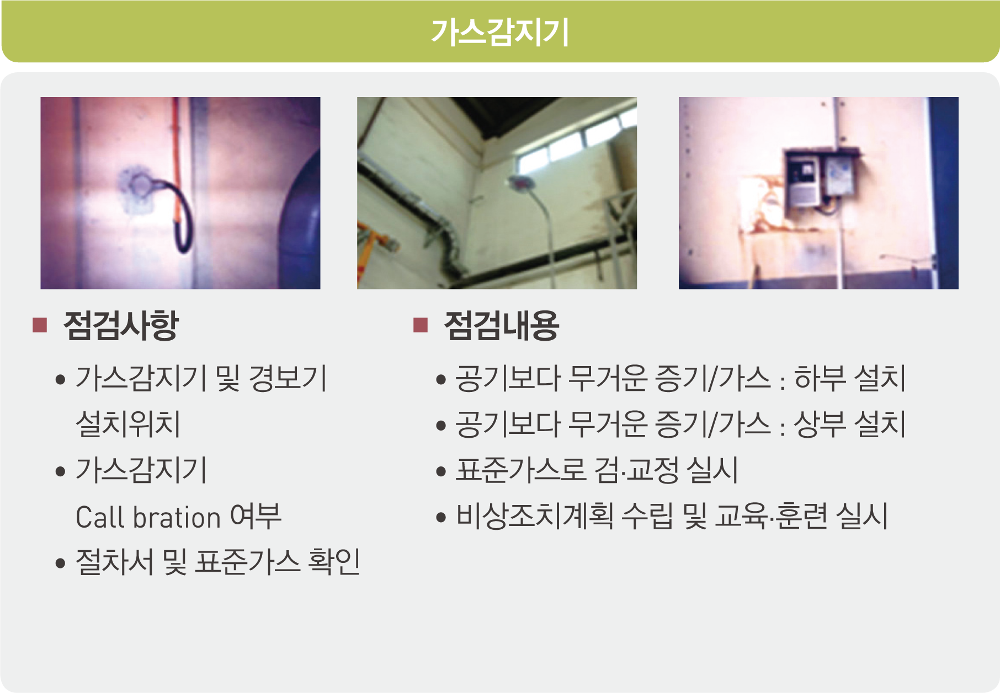 가스감지기
점검사항
• 가스감지기 및 경보기
설치위치
• 가스감지기
Call bration 여부
• 절차서 및 표준가스 확인
점검내용
• 공기보다 무거운 증기/가스 : 하부 설치
• 공기보다 무거운 증기/가스 : 상부 설치
• 표준가스로 검·교정 실시
• 비상조치계획 수립 및 교육·훈련 실시